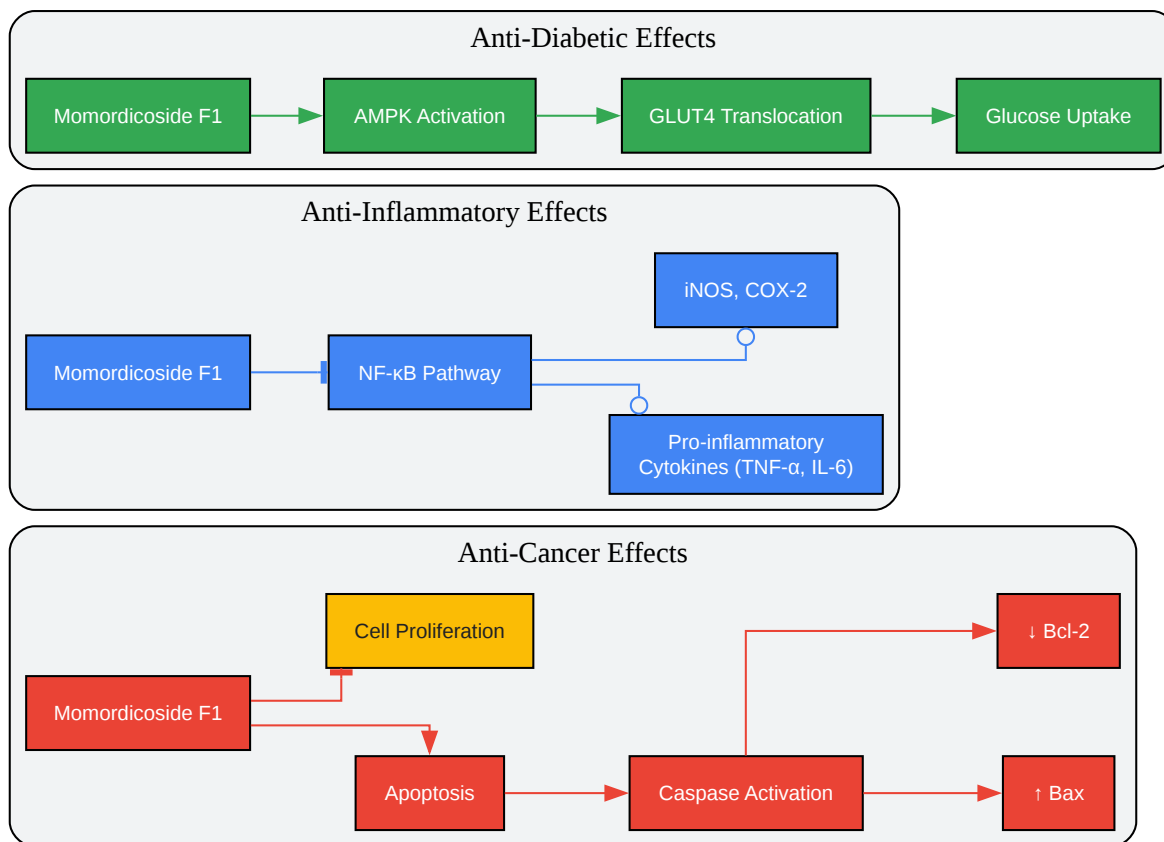 Anti-Diabetic Effects
Momordicoside F1
AMPK Activation
GLUT4 Translocation
Glucose Uptake
Anti-Inflammatory Effects
iNOS, COX-2
Momordicoside F1
NF-κB Pathway
Pro-inflammatory
Cytokines (TNF-α, IL-6)
Anti-Cancer Effects
Cell Proliferation
↓ Bcl-2
Momordicoside F1
Apoptosis
Caspase Activation
↑ Bax